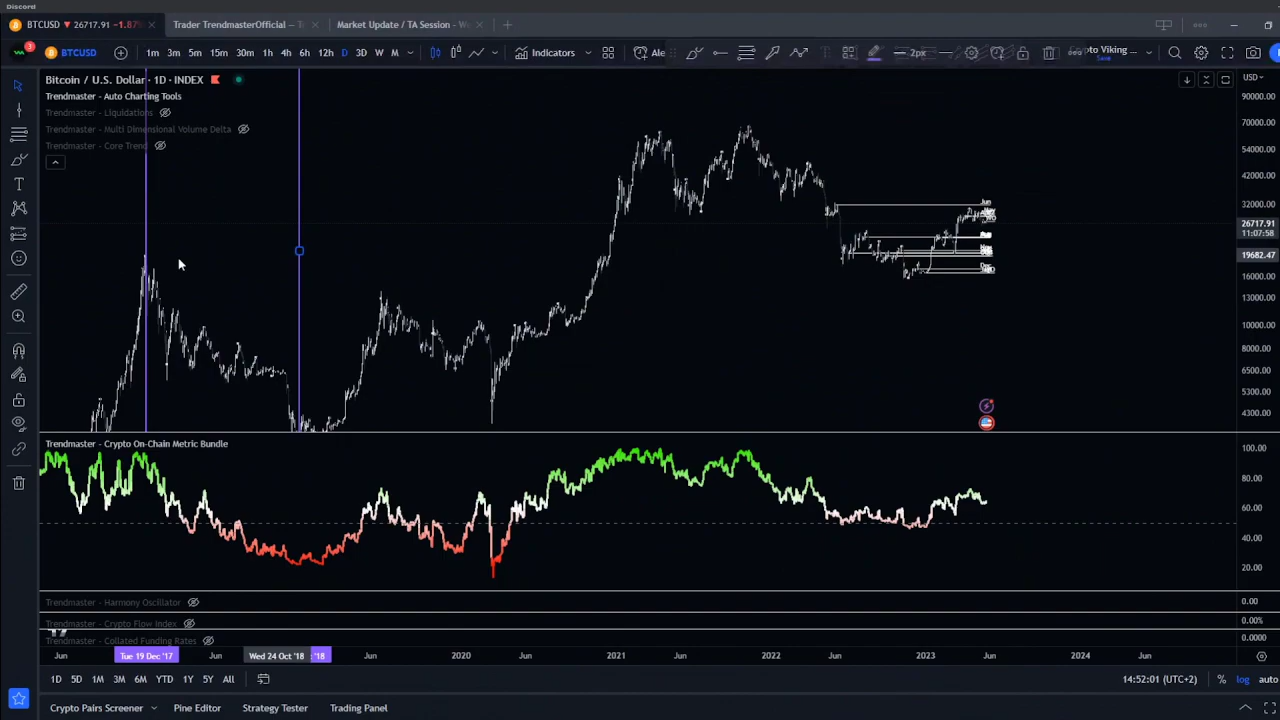 Discord
BTCUSD 26717.91 -1.87%
Trader TrendmasterOfficial
Market Update / TA Session
3
BTCUSD 1m 3m 5m 15m 30m 1h 4h 6h 12h D 3D W M Indicators Ale 2px pto Viking
Save
Bitcoin / U.S. Dollar · 1D · INDEX
USD
Trendmaster - Auto Charting Tools
Trendmaster - Liquidations
Trendmaster - Multi Dimensional Volume Delta
Trendmaster - Core Trend
90000.00
70000.00
54000.00
42000.00
32000.00
26717.91
11:07:58
19682.47
16000.00
13000.00
10000.00
8000.00
6500.00
5300.00
4300.00
Jun
Trendmaster - Crypto On-Chain Metric Bundle
100.00
80.00
60.00
40.00
20.00
Trendmaster - Harmony Oscillator
0.00
Trendmaster - Crypto Flow Index
0.00%
Trendmaster - Collated Funding Rates
0.0000
Jun Tue 19 Dec '17 Jun Wed 24 Oct '18 '18 Jun 2020 Jun 2021 Jun 2022 Jun 2023 Jun 2024 Jun
1D 5D 1M 3M 6M YTD 1Y 5Y All
14:52:01 (UTC+2) % log auto
Crypto Pairs Screener Pine Editor Strategy Tester Trading Panel